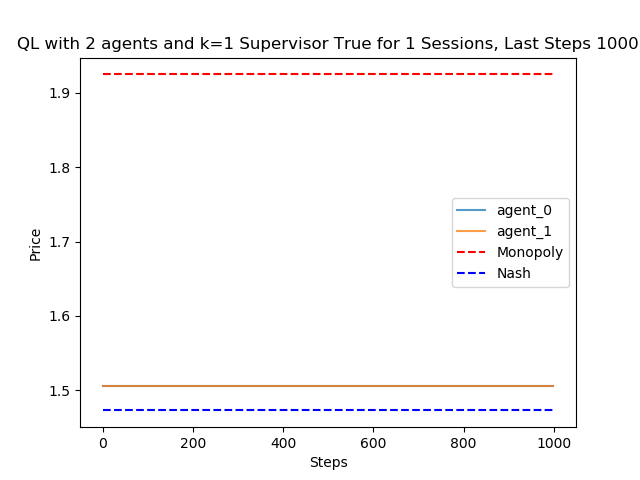 QL with 2 agents and k=1 Supervisor True for 1 Sessions, Last Steps 1000
1.9
1.8
1.7
1.6
1.5
Price
agent_0
agent_1
Monopoly
Nash
0 200 400 600 800 1000
Steps